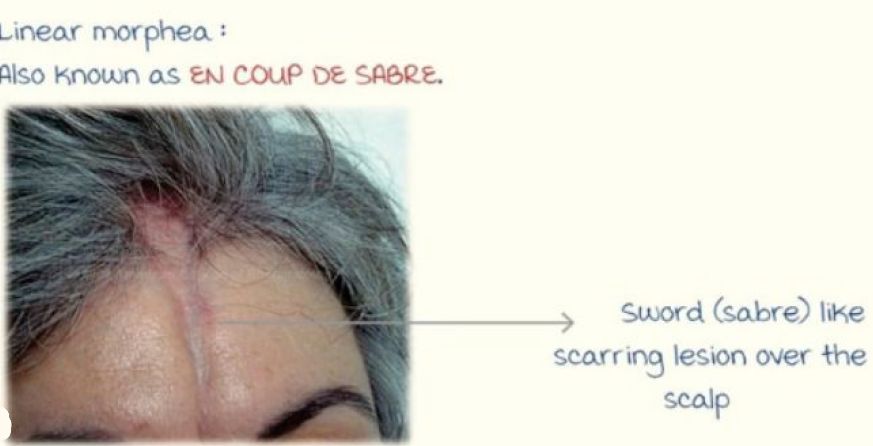 Linear morphea :
Also known as EN COUP DE SABRE.
Sword (sabre) like
scarring lesion over the
scalp